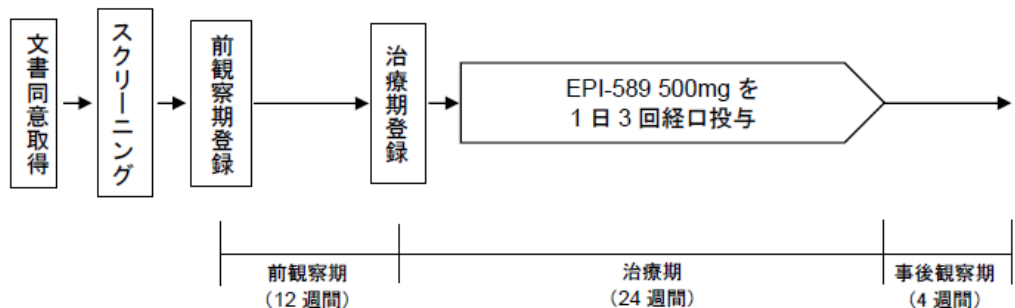 文書同意取得
スクリーニング
前観察期登録
治療期登録
EPI-589 500mg を
1 日 3 回経口投与
前観察期
（12 週間）
治療期
（24 週間）
事後観察期
（4 週間）